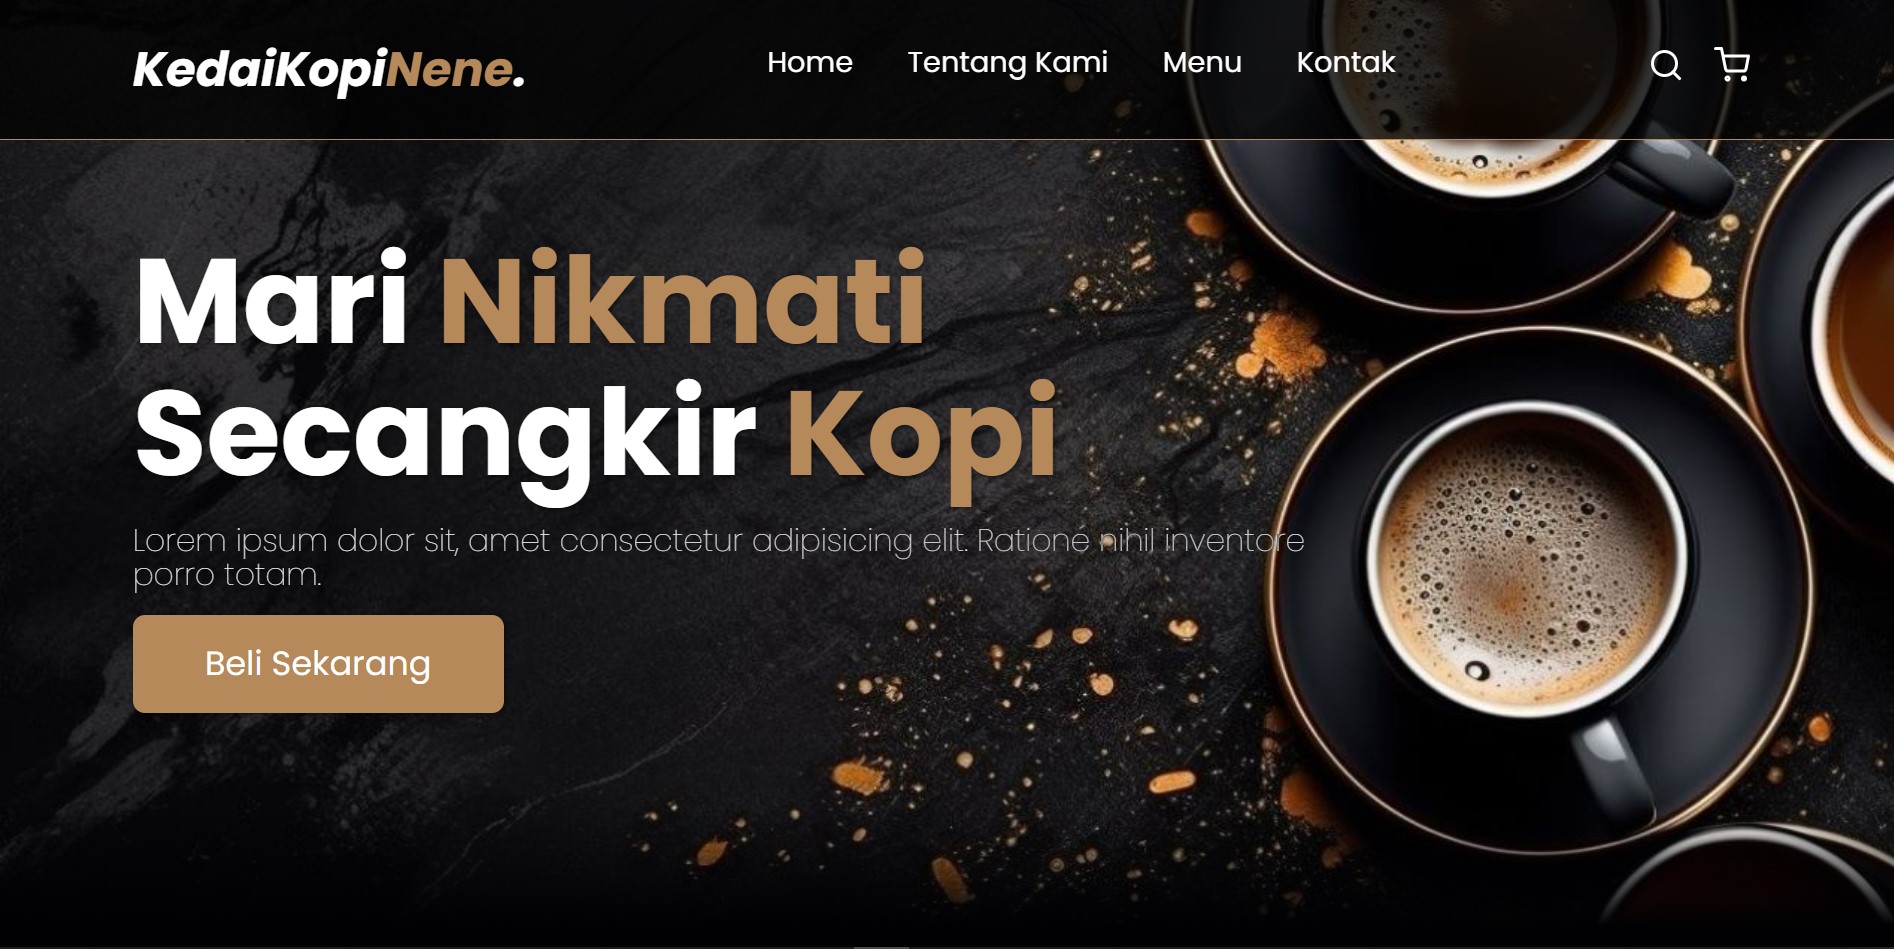 KedaiKopiNene.
Home Tentang Kami Menu Kontak
Mari Nikmati
Secangkir Kopi
Lorem ipsum dolor sit, amet consectetur adipisicing elit. Ratione nihil inventore
porro totam.
Beli Sekarang